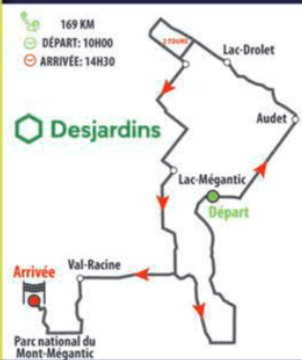 169 KM
DÉPART: 10H00
ARRIVÉE: 14H30
2 TOURS
Lac-Drolet
Desjardins
Audet
Lac-Mégantic
Départ
Val-Racine
Arrivée
Parc national du
Mont-Mégantic